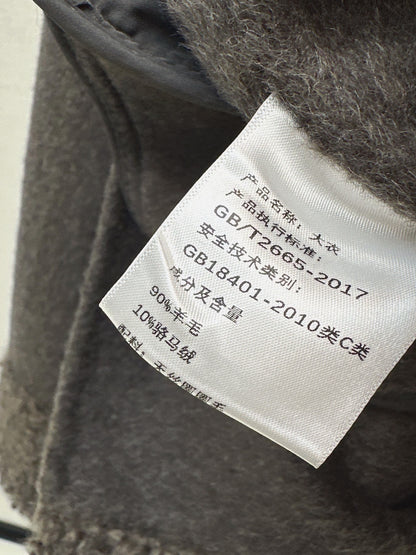 产品名称：大衣
产品执行标准：
GB/T2665-2017
安全技术类别：
GB18401-2010类C类
成分及含量
90%羊毛
10%骆马绒
配料：